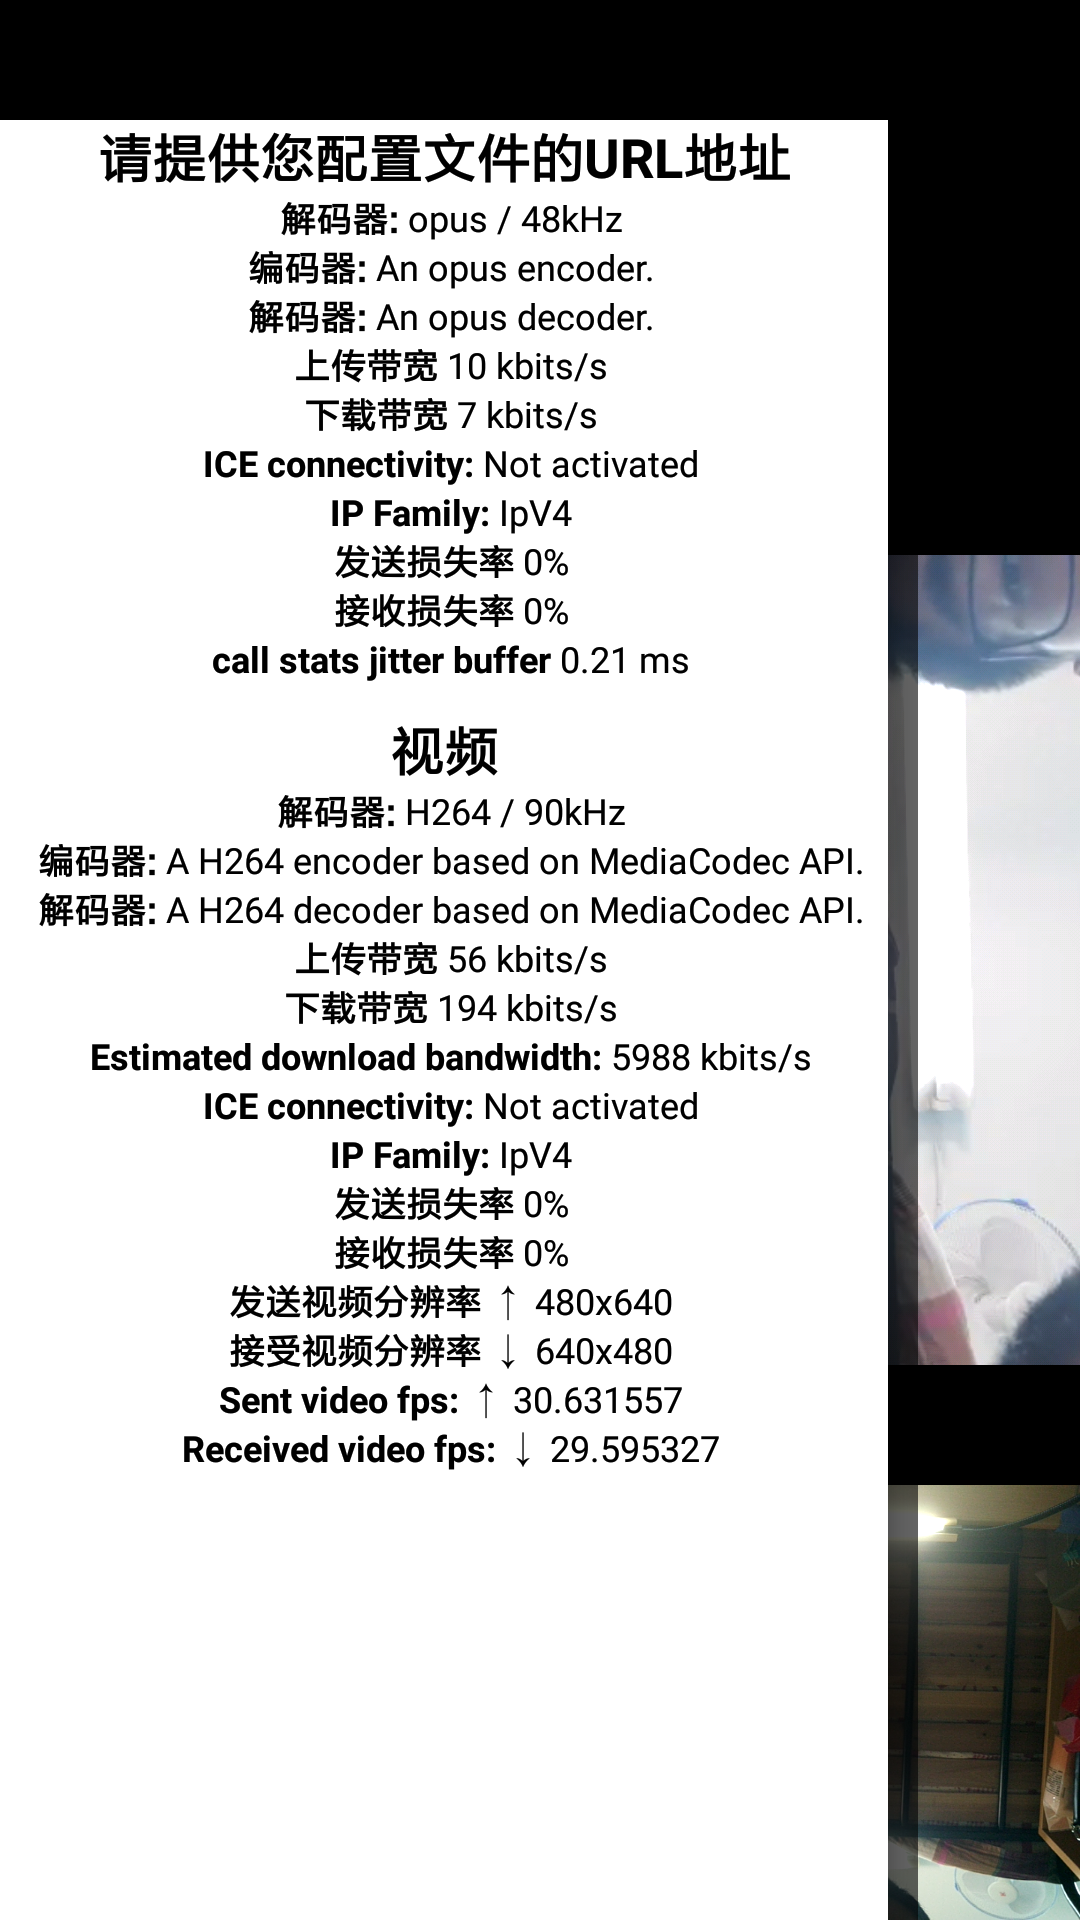 请提供您配置文件的URL地址
解码器: opus / 48kHz
编码器: An opus encoder.
解码器: An opus decoder.
上传带宽 10 kbits/s
下载带宽 7 kbits/s
ICE connectivity: Not activated
IP Family: IpV4
发送损失率 0%
接收损失率 0%
call stats jitter buffer 0.21 ms
视频
解码器: H264 / 90kHz
编码器: A H264 encoder based on MediaCodec API.
解码器: A H264 decoder based on MediaCodec API.
上传带宽 56 kbits/s
下载带宽 194 kbits/s
Estimated download bandwidth: 5988 kbits/s
ICE connectivity: Not activated
IP Family: IpV4
发送损失率 0%
接收损失率 0%
发送视频分辨率 ↑ 480x640
接受视频分辨率 ↓ 640x480
Sent video fps: ↑ 30.631557
Received video fps: ↓ 29.595327